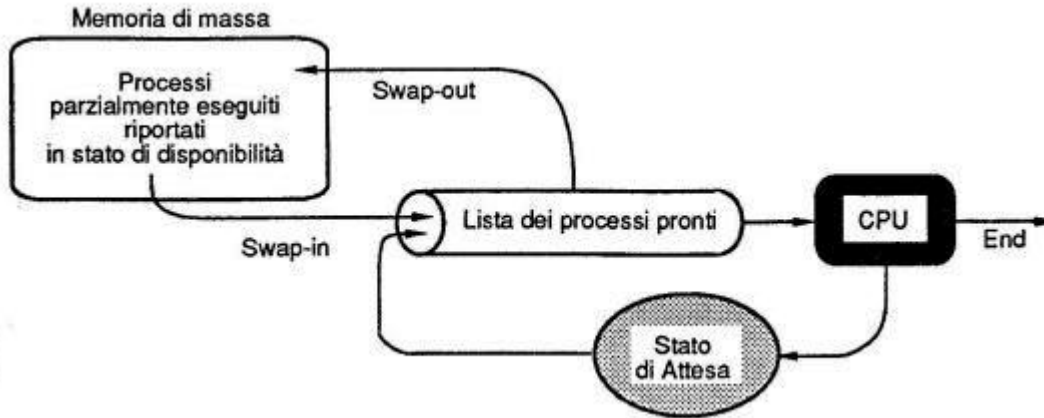 Memoria di massa
Processi
parzialmente eseguiti
riportati
in stato di disponibilità
Swap-out
Swap-in
Lista dei processi pronti
CPU
End
Stato
di Attesa